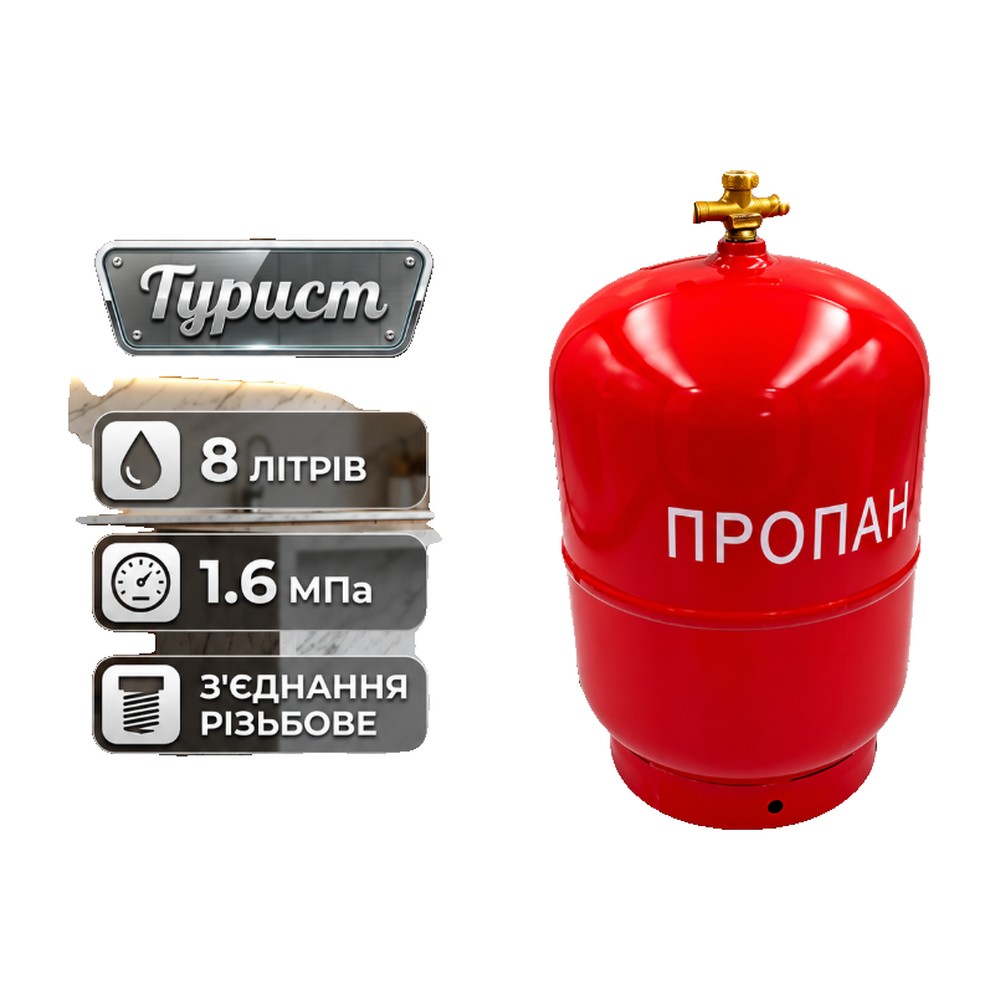 Турист
8 ЛІТРІВ
1.6 МПа
З'ЄДНАННЯ
РІЗЬБОВЕ
ПРОПАН